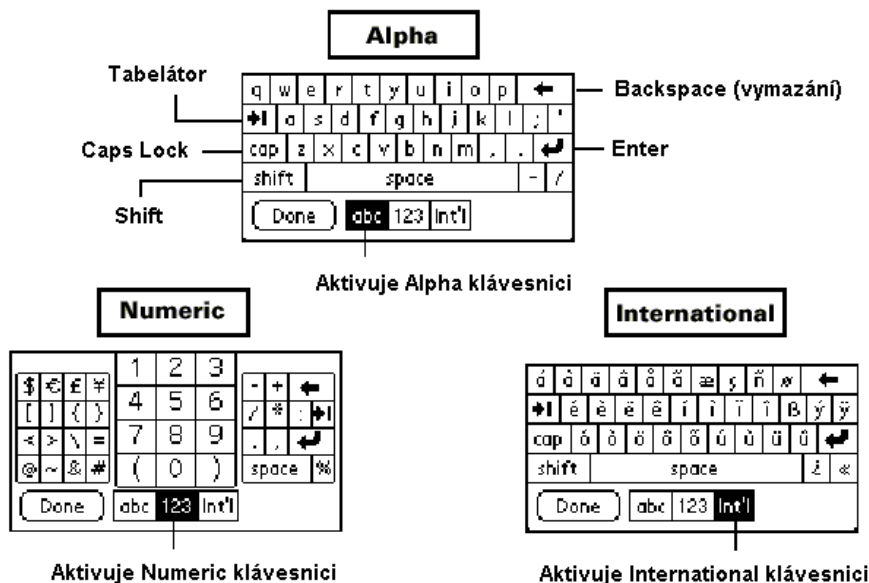 Alpha
Tabelátor
q w e r t y u i o p
Backspace (vymazání)
a s d f g h j k l ; '
Caps Lock
cap z x c v b n m , .
Enter
shift space - /
Shift
Done abc 123 Int'l
Aktivuje Alpha klávesnici
Numeric
1 2 3
$ € £ ¥ - +
4 5 6
[ ] { } / * :
7 8 9
< > \ = . ,
@ ~ & # ( 0 ) space %
Done abc 123 Int'l
Aktivuje Numeric klávesnici
International
á à ä â å ã æ ç ñ ø
é è ë ê í ì ï î ß ý ÿ
cap ó ò ö ô õ ú ù ü û
shift space ¿ «
Done abc 123 Int'l
Aktivuje International klávesnici